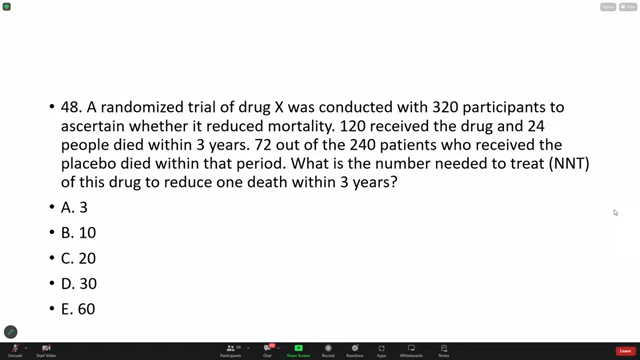 • 48. A randomized trial of drug X was conducted with 320 participants to
ascertain whether it reduced mortality. 120 received the drug and 24
people died within 3 years. 72 out of the 240 patients who received the
placebo died within that period. What is the number needed to treat (NNT)
of this drug to reduce one death within 3 years?
• A. 3
• B. 10
• C. 20
• D. 30
• E. 60
Unmute
Start Video
Participants
Chat
Share Screen
Record
Reactions
Apps
Whiteboards
Notes
Leave